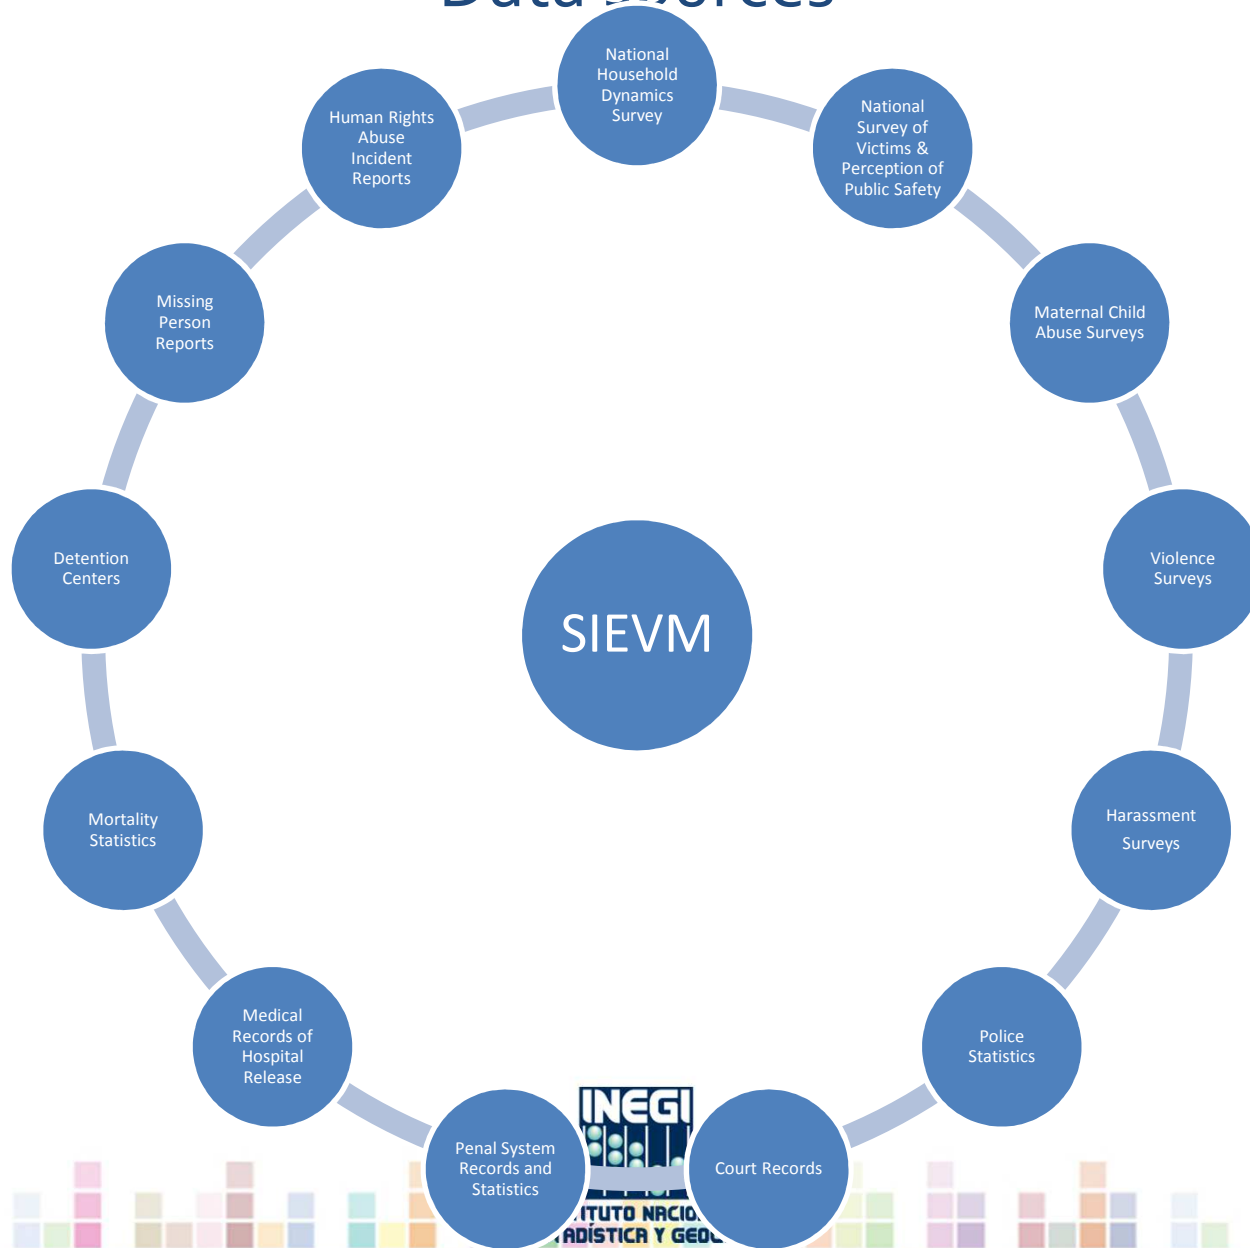 Data Sources
National
Household
Dynamics
Survey
National
Survey of
Victims &
Perception of
Public Safety
Maternal Child
Abuse Surveys
Violence
Surveys
Harassment
Surveys
Police
Statistics
Court Records
Penal System
Records and
Statistics
Medical
Records of
Hospital
Release
Mortality
Statistics
Detention
Centers
Missing
Person
Reports
Human Rights
Abuse
Incident
Reports
SIEVM
INEGI